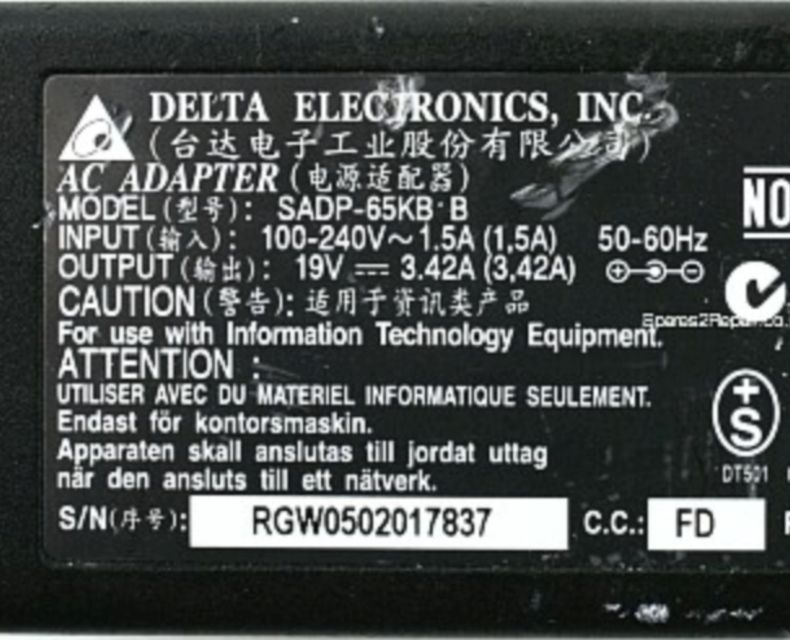 DELTA ELECTRONICS, INC.
(台达电子工业股份有限公司)
AC ADAPTER (电源适配器)
MODEL (型号): SADP-65KB B
INPUT (输入): 100-240V~1.5A (1,5A) 50-60Hz
OUTPUT (输出): 19V ⎓ 3.42A (3,42A)
CAUTION (警告): 适用于资讯类产品
For use with Information Technology Equipment.
ATTENTION :
UTILISER AVEC DU MATERIEL INFORMATIQUE SEULEMENT.
Endast för kontorsmaskin.
Apparaten skall anslutas till jordat uttag
när den ansluts till ett nätverk.
S/N(序号): RGW0502017837 C.C.: FD
NO
+S
DT501